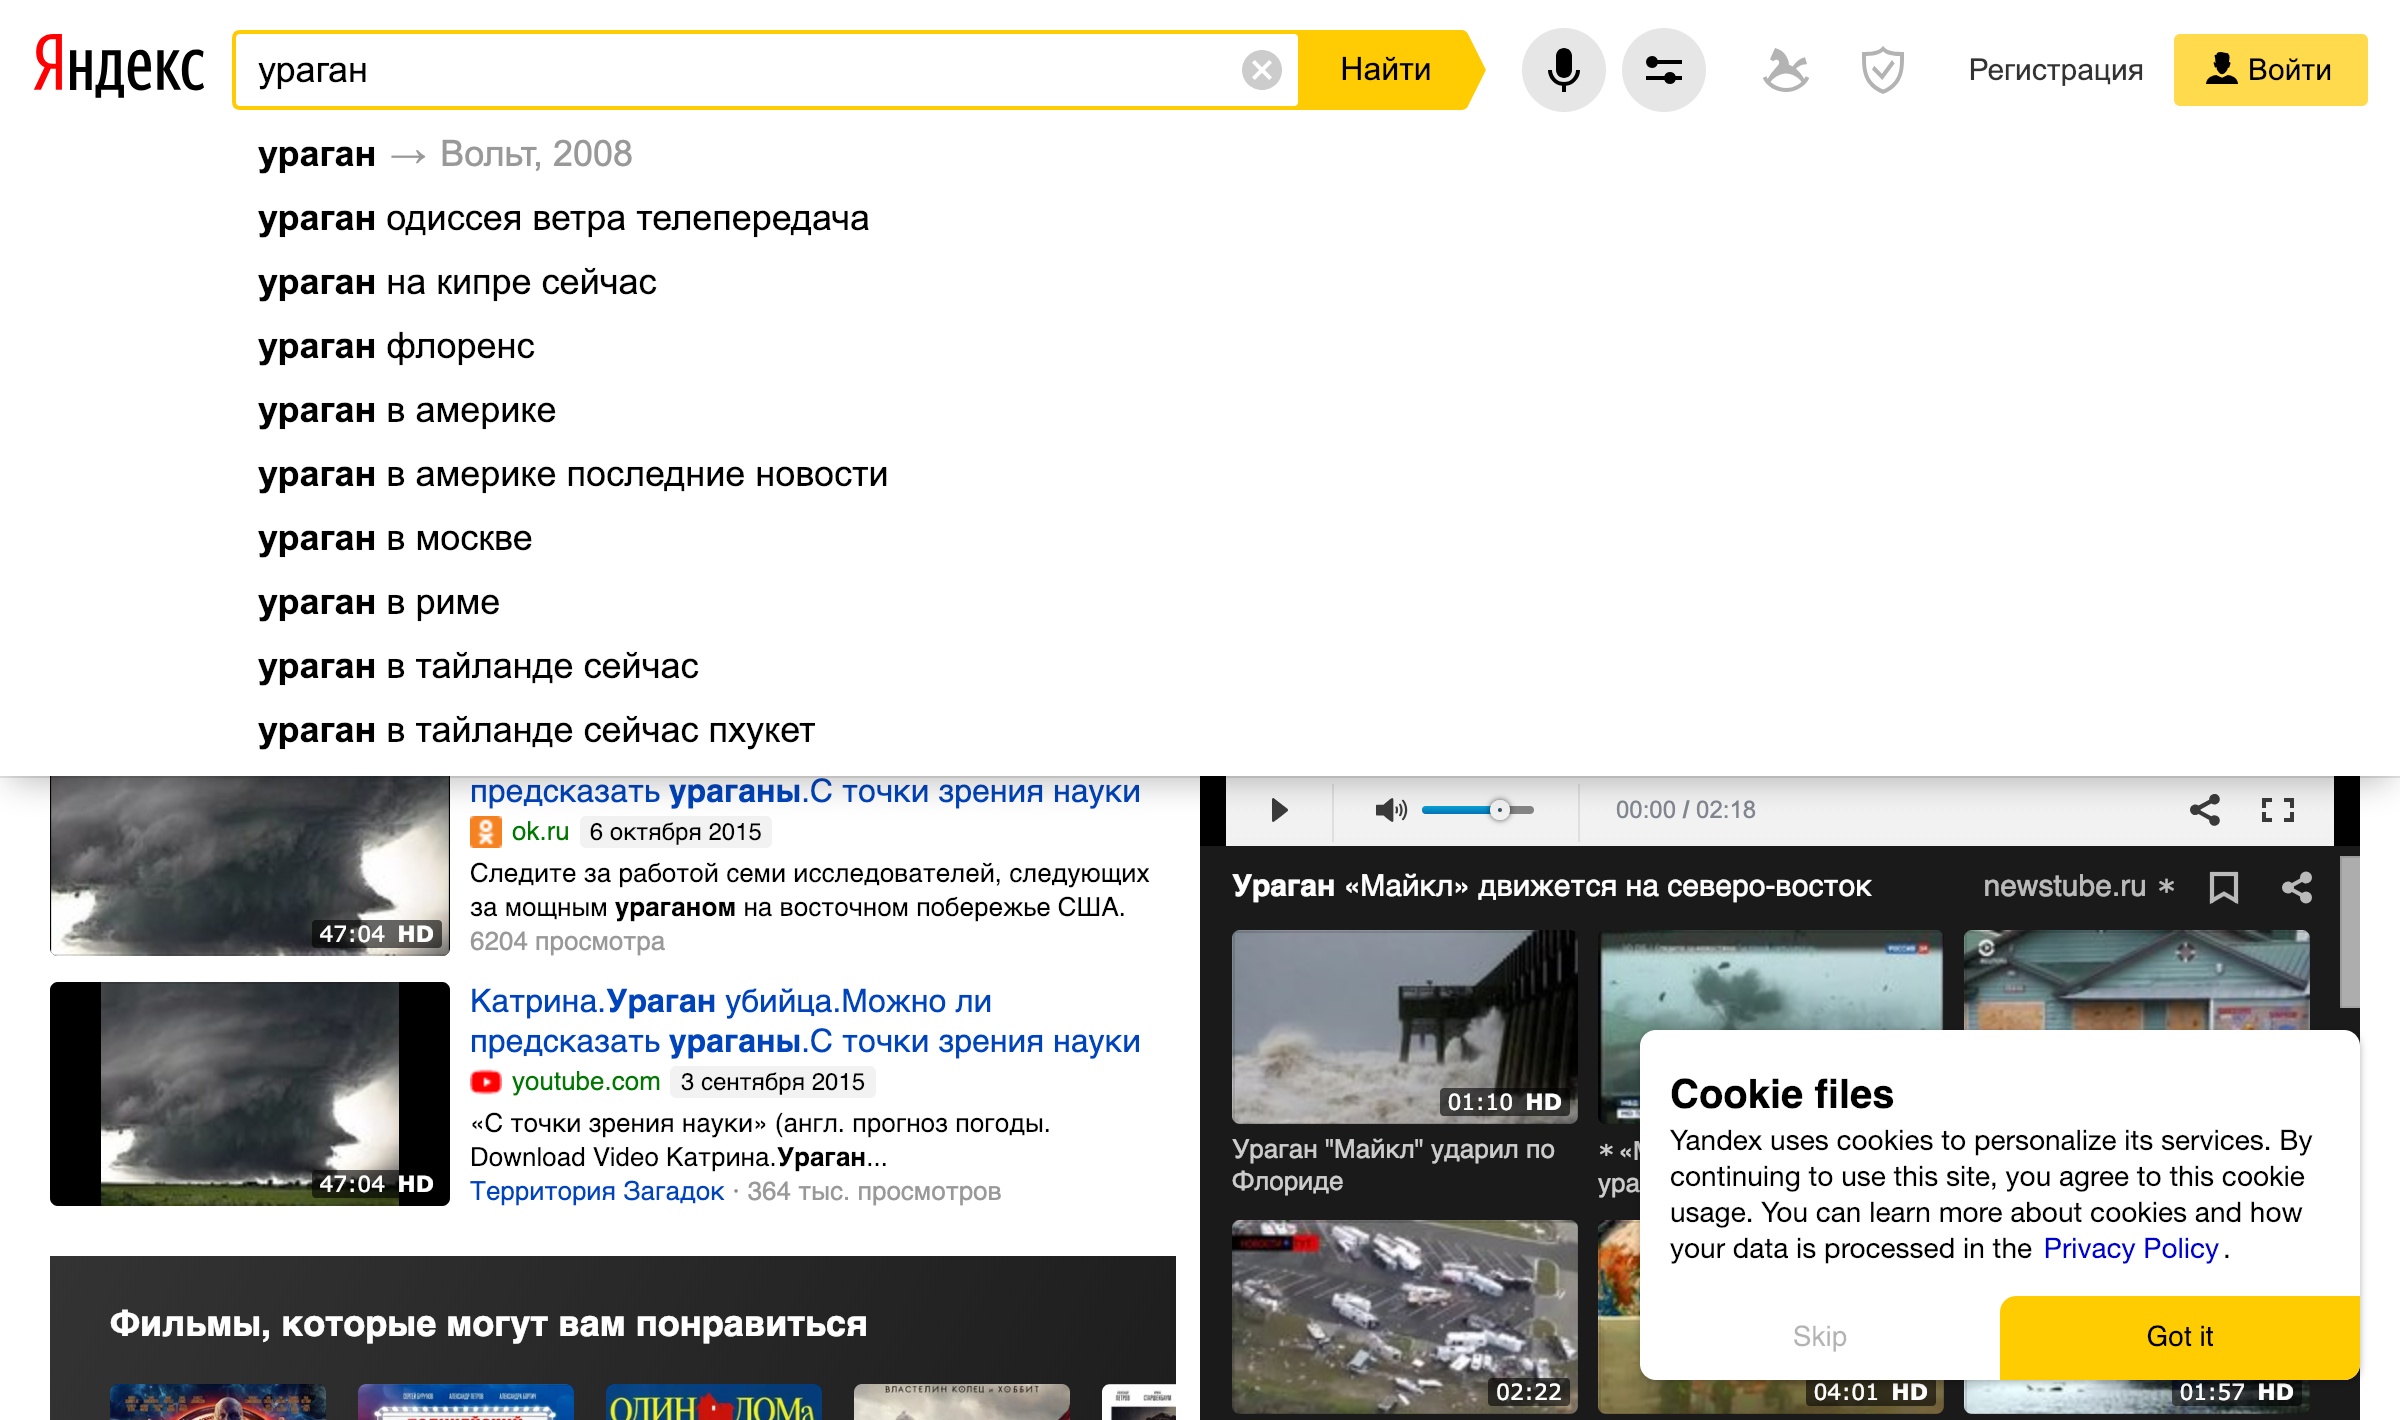 Яндекс
ураган
Найти
Регистрация
Войти
ураган → Вольт, 2008
ураган одиссея ветра телепередача
ураган на кипре сейчас
ураган флоренс
ураган в америке
ураган в америке последние новости
ураган в москве
ураган в риме
ураган в тайланде сейчас
ураган в тайланде сейчас пхукет
предсказать ураганы.С точки зрения науки
ok.ru 6 октября 2015
Следите за работой семи исследователей, следующих
за мощным ураганом на восточном побережье США.
6204 просмотра
47:04 HD
Катрина.Ураган убийца.Можно ли
предсказать ураганы.С точки зрения науки
youtube.com 3 сентября 2015
«С точки зрения науки» (англ. прогноз погоды.
Download Video Катрина.Ураган...
Территория Загадок · 364 тыс. просмотров
47:04 HD
Фильмы, которые могут вам понравиться
ОДИН ДОМа
ВЛАСТЕЛИН КОЛЕЦ и ХОББИТ
00:00 / 02:18
Ураган «Майкл» движется на северо-восток
newstube.ru *
01:10 HD
Ураган "Майкл" ударил по
Флориде
РОССИЯ 24
* «М
ура
02:22
04:01 HD
01:57 HD
Cookie files
Yandex uses cookies to personalize its services. By
continuing to use this site, you agree to this cookie
usage. You can learn more about cookies and how
your data is processed in the Privacy Policy.
Skip
Got it